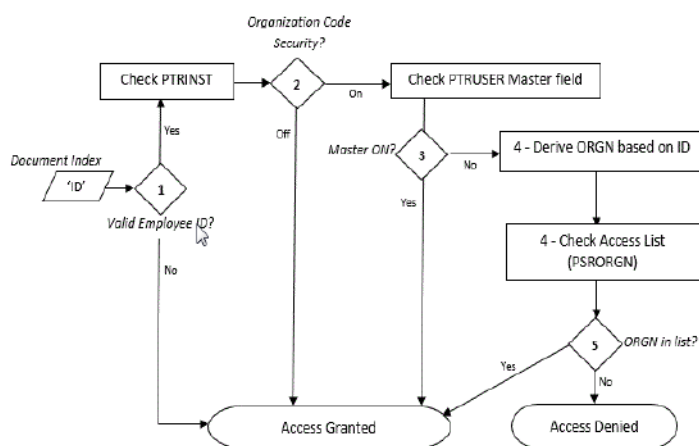 Organization Code
Security?
Check PTRINST
2
On
Check PTRUSER Master field
Yes
Off
Master ON?
3
No
4 - Derive ORGN based on ID
Document Index
'ID'
1
Valid Employee ID?
Yes
4 - Check Access List
(PSRORGN)
No
5
ORGN in list?
Yes
No
Access Granted
Access Denied